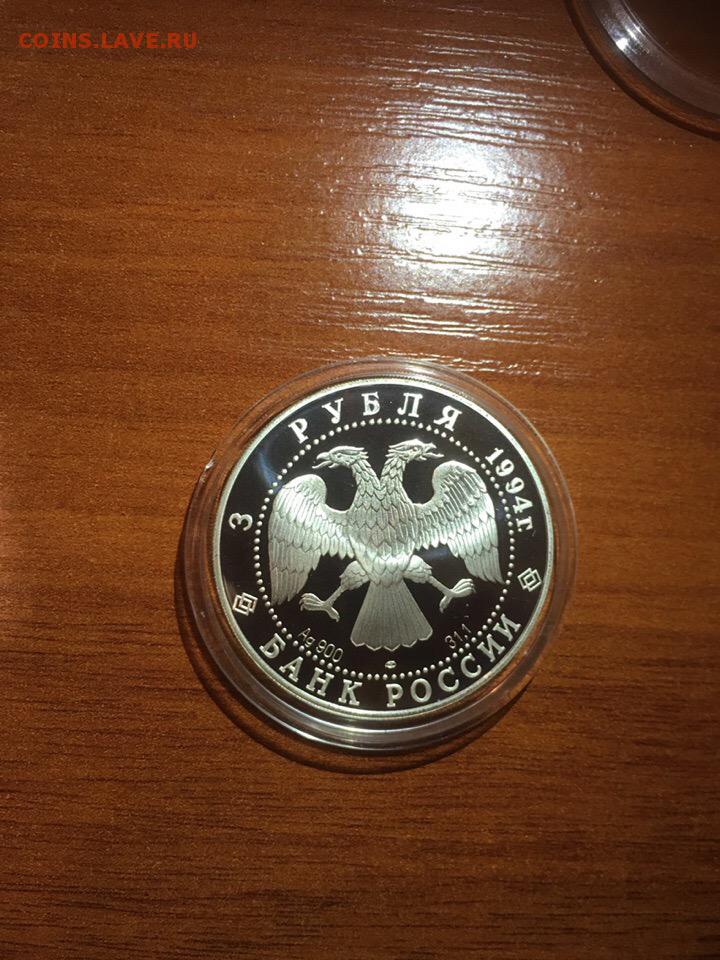 COINS.LAVE.RU
3 РУБЛЯ 1994г
Ag 900
31,1
БАНК РОССИИ